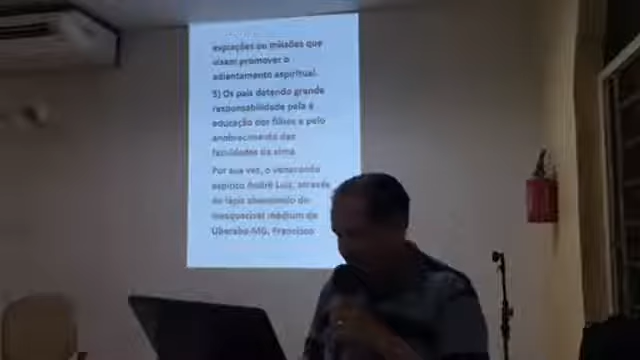 expiações ou missões que
visam promover o
adiantamento espiritual.
5) Os pais detendo grande
responsabilidade pela a
educação dos filhos e pelo
enobrecimento das
faculdades da alma
Por sua vez, o venerando
espírito André Luiz, através
do lápis abençoado do
inesquecível médium de
Uberaba-MG, Francisco